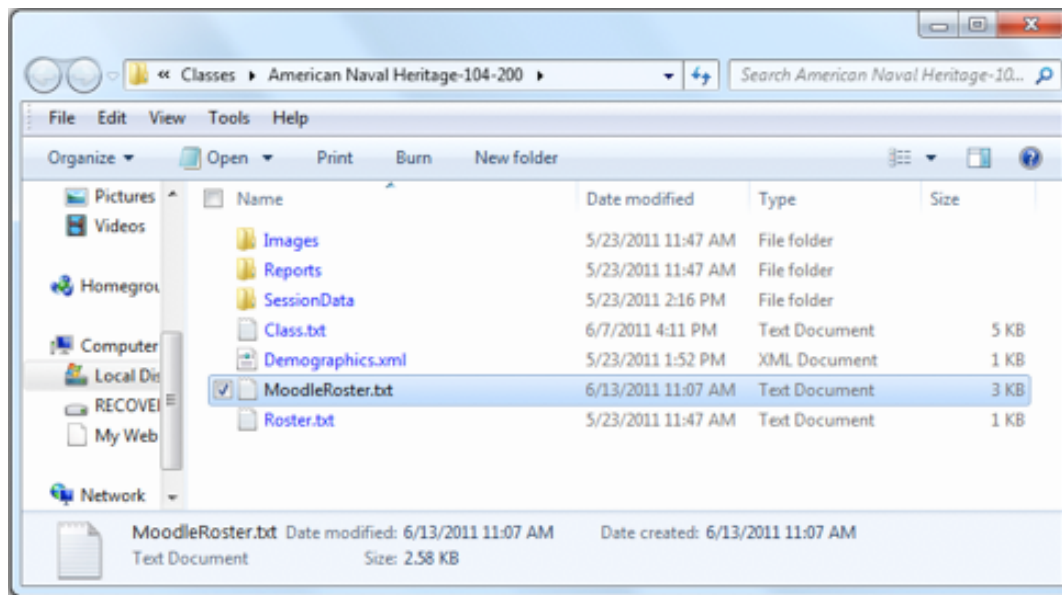 « Classes ▸ American Naval Heritage-104-200 ▸ Search American Naval Heritage-10...
File Edit View Tools Help
Organize Open Print Burn New folder
Pictures
Videos
Homegrou
Computer
Local Dis
RECOVE
My Web
Network
Name Date modified Type Size
Images 5/23/2011 11:47 AM File folder
Reports 5/23/2011 11:47 AM File folder
SessionData 5/23/2011 2:16 PM File folder
Class.txt 6/7/2011 4:11 PM Text Document 5 KB
Demographics.xml 5/23/2011 1:52 PM XML Document 1 KB
MoodleRoster.txt 6/13/2011 11:07 AM Text Document 3 KB
Roster.txt 5/23/2011 11:47 AM Text Document 1 KB
MoodleRoster.txt Date modified: 6/13/2011 11:07 AM Date created: 6/13/2011 11:07 AM
Text Document Size: 2.58 KB